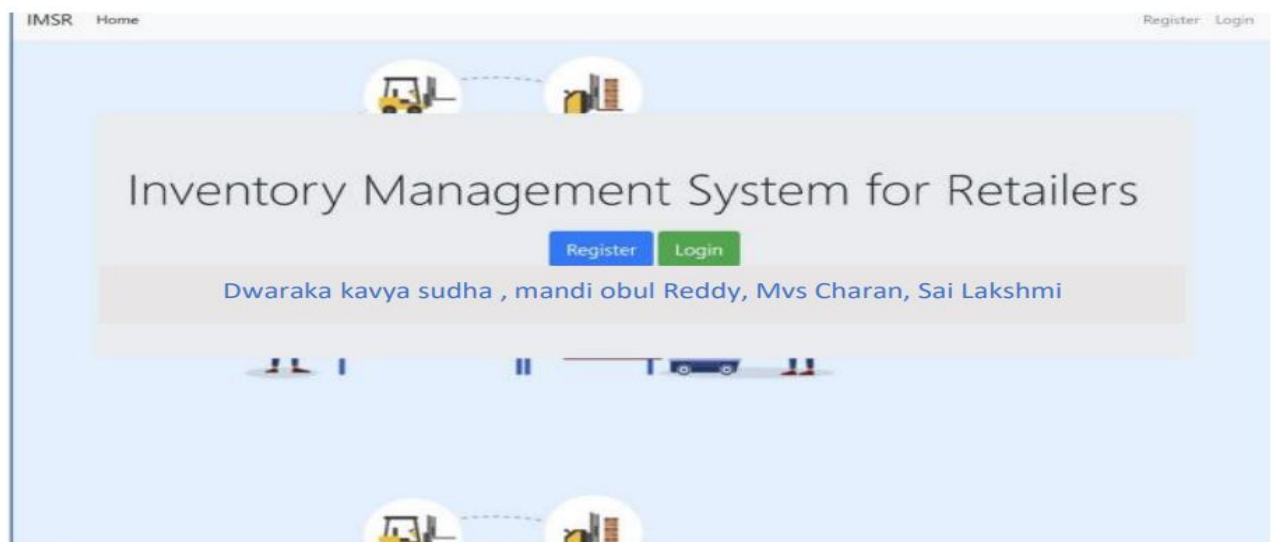 IMSR Home Register Login
Inventory Management System for Retailers
Register Login
Dwaraka kavya sudha , mandi obul Reddy, Mvs Charan, Sai Lakshmi